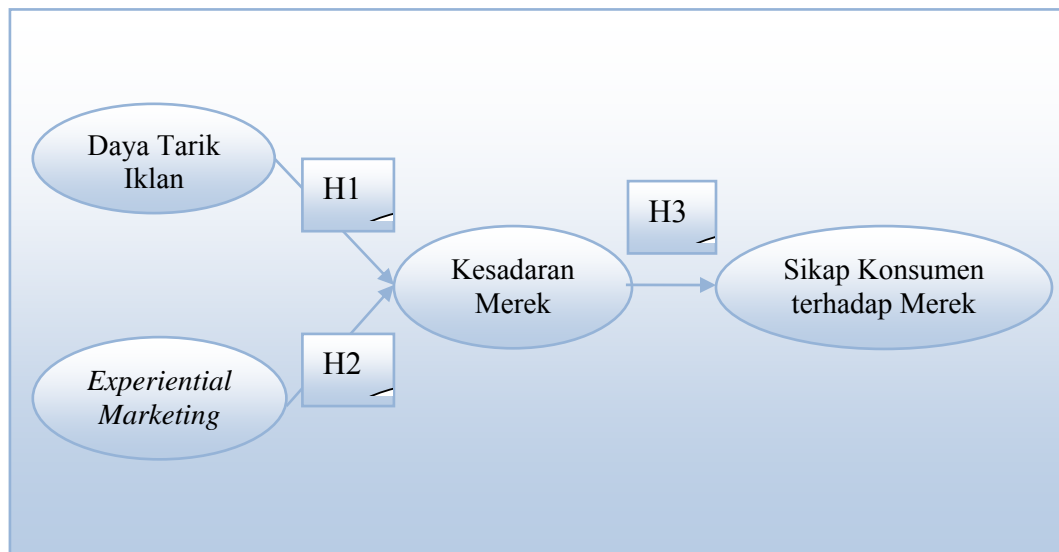 Daya Tarik
Iklan
H1
H3
Kesadaran
Merek
Sikap Konsumen
terhadap Merek
H2
Experiential
Marketing